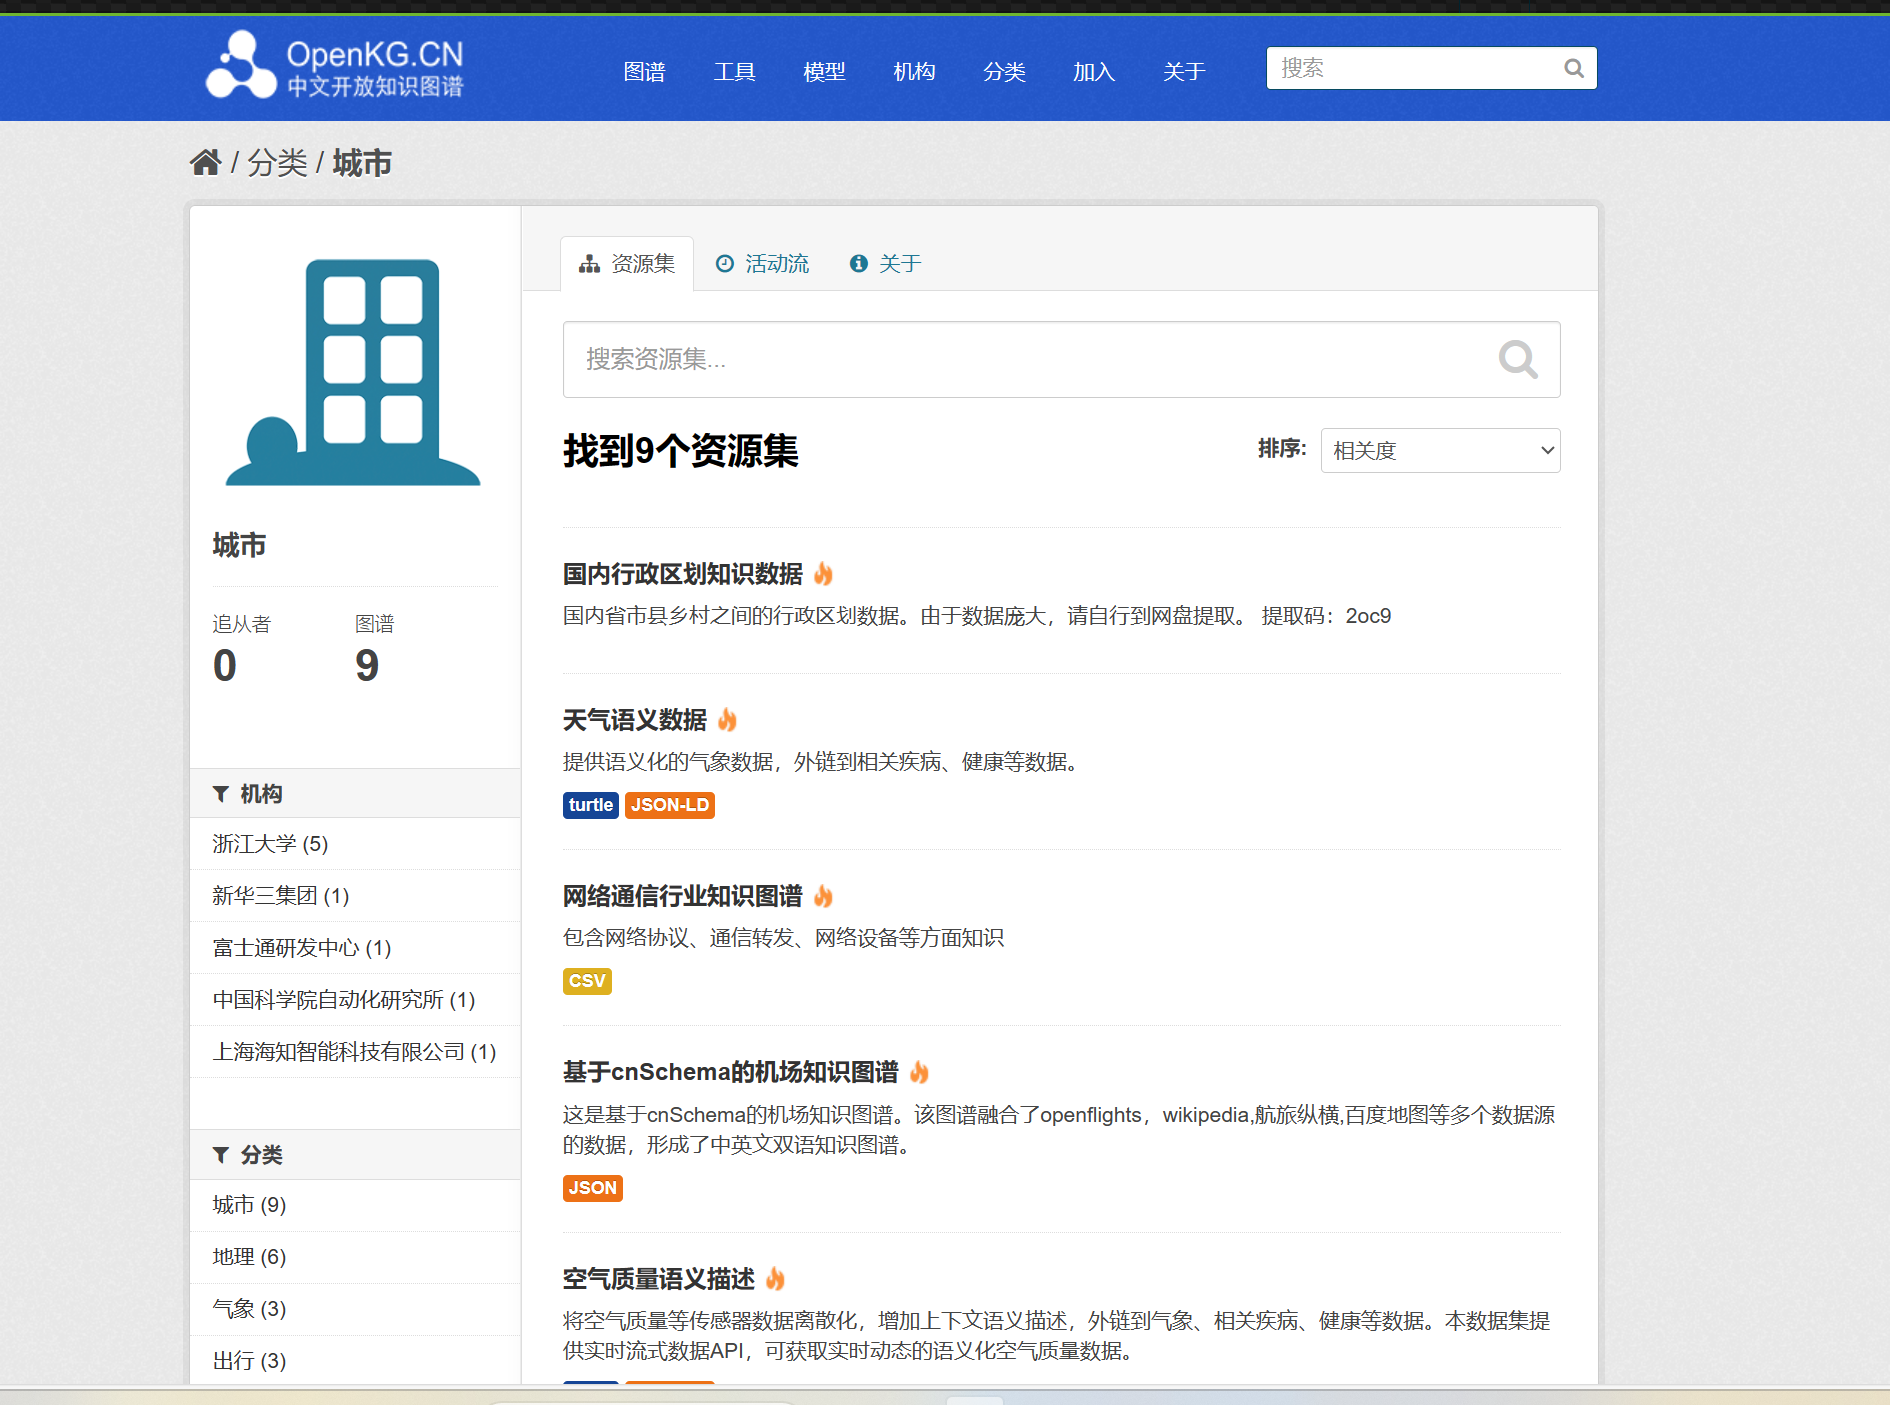 OpenKG.CN
中文开放知识图谱
图谱 工具 模型 机构 分类 加入 关于 搜索
/ 分类 / 城市
资源集 活动流 关于
搜索资源集...
找到9个资源集 排序: 相关度
城市
追从者 图谱
0 9
机构
浙江大学 (5)
新华三集团 (1)
富士通研发中心 (1)
中国科学院自动化研究所 (1)
上海海知智能科技有限公司 (1)
分类
城市 (9)
地理 (6)
气象 (3)
出行 (3)
国内行政区划知识数据
国内省市县乡村之间的行政区划数据。由于数据庞大，请自行到网盘提取。 提取码：2oc9
天气语义数据
提供语义化的气象数据，外链到相关疾病、健康等数据。
turtle JSON-LD
网络通信行业知识图谱
包含网络协议、通信转发、网络设备等方面知识
CSV
基于cnSchema的机场知识图谱
这是基于cnSchema的机场知识图谱。该图谱融合了openflights，wikipedia,航旅纵横,百度地图等多个数据源
的数据，形成了中英文双语知识图谱。
JSON
空气质量语义描述
将空气质量等传感器数据离散化，增加上下文语义描述，外链到气象、相关疾病、健康等数据。本数据集提
供实时流式数据API，可获取实时动态的语义化空气质量数据。